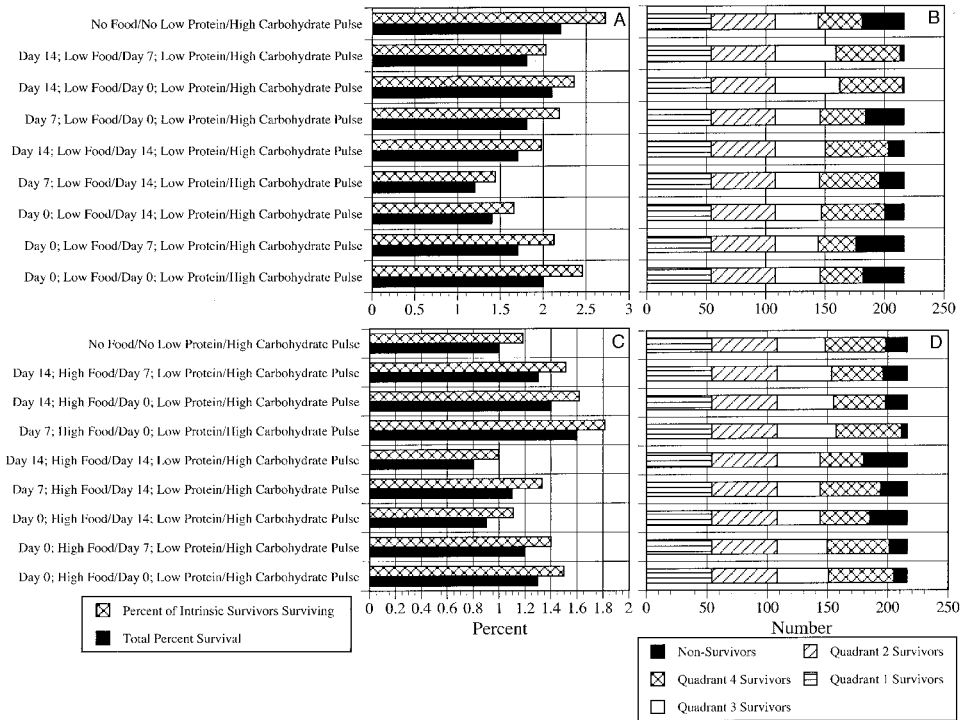 A
B
No Food/No Low Protein/High Carbohydrate Pulse
Day 14; Low Food/Day 7; Low Protein/High Carbohydrate Pulse
Day 14; Low Food/Day 0; Low Protein/High Carbohydrate Pulse
Day 7; Low Food/Day 0; Low Protein/High Carbohydrate Pulse
Day 14; Low Food/Day 14; Low Protein/High Carbohydrate Pulse
Day 7; Low Food/Day 14; Low Protein/High Carbohydrate Pulse
Day 0; Low Food/Day 14; Low Protein/High Carbohydrate Pulse
Day 0; Low Food/Day 7; Low Protein/High Carbohydrate Pulse
Day 0; Low Food/Day 0; Low Protein/High Carbohydrate Pulse
0 0.5 1 1.5 2 2.5 3
0 50 100 150 200 250
C
D
No Food/No Low Protein/High Carbohydrate Pulse
Day 14; High Food/Day 7; Low Protein/High Carbohydrate Pulse
Day 14; High Food/Day 0; Low Protein/High Carbohydrate Pulse
Day 7; High Food/Day 0; Low Protein/High Carbohydrate Pulse
Day 14; High Food/Day 14; Low Protein/High Carbohydrate Pulse
Day 7; High Food/Day 14; Low Protein/High Carbohydrate Pulse
Day 0; High Food/Day 14; Low Protein/High Carbohydrate Pulse
Day 0; High Food/Day 7; Low Protein/High Carbohydrate Pulse
Day 0; High Food/Day 0; Low Protein/High Carbohydrate Pulse
0 0.2 0.4 0.6 0.8 1 1.2 1.4 1.6 1.8 2
0 50 100 150 200 250
Percent
Number
Percent of Intrinsic Survivors Surviving
Total Percent Survival
Non-Survivors
Quadrant 2 Survivors
Quadrant 4 Survivors
Quadrant 1 Survivors
Quadrant 3 Survivors